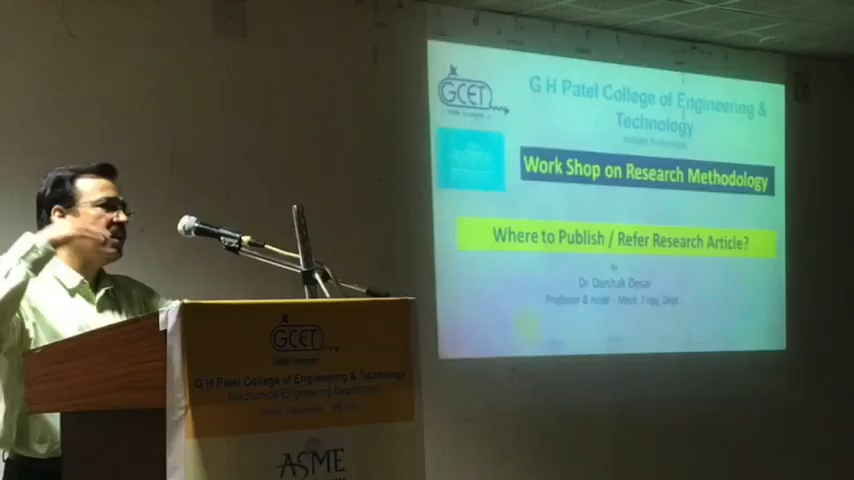 GCET
G H Patel College of Engineering &
Technology
Work Shop on Research Methodology
Where to Publish / Refer Research Article?
By
Dr Darshak Desai
Professor & Head - Mech. Engg. Dept.
GCET
G H Patel College of Engineering & Technology
Mechanical Engineering Department
ASME